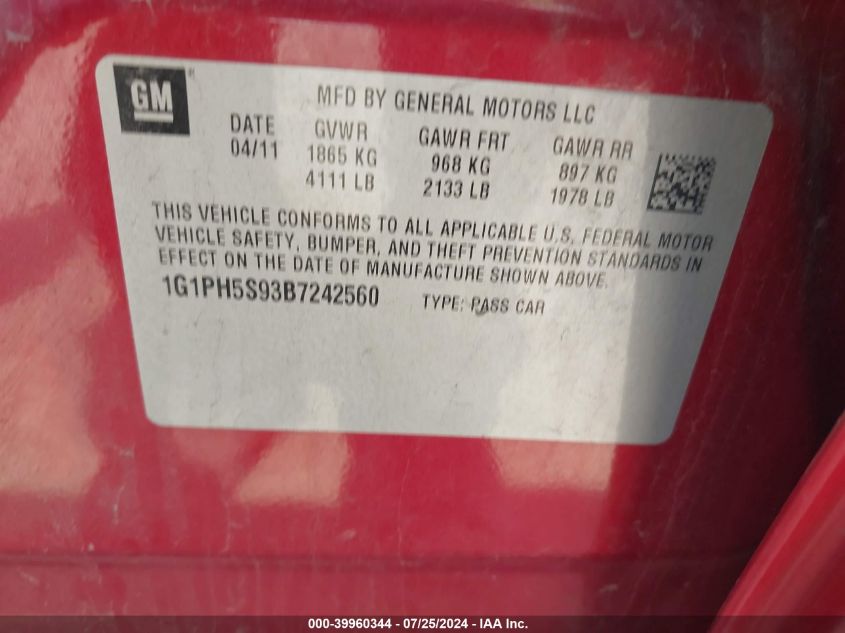 GM
MFD BY GENERAL MOTORS LLC
DATE GVWR GAWR FRT GAWR RR
04/11 1865 KG 968 KG 897 KG
4111 LB 2133 LB 1978 LB
THIS VEHICLE CONFORMS TO ALL APPLICABLE U.S. FEDERAL MOTOR
VEHICLE SAFETY, BUMPER, AND THEFT PREVENTION STANDARDS IN
EFFECT ON THE DATE OF MANUFACTURE SHOWN ABOVE.
1G1PH5S93B7242560 TYPE: PASS CAR
000-39960344 - 07/25/2024 - IAA Inc.